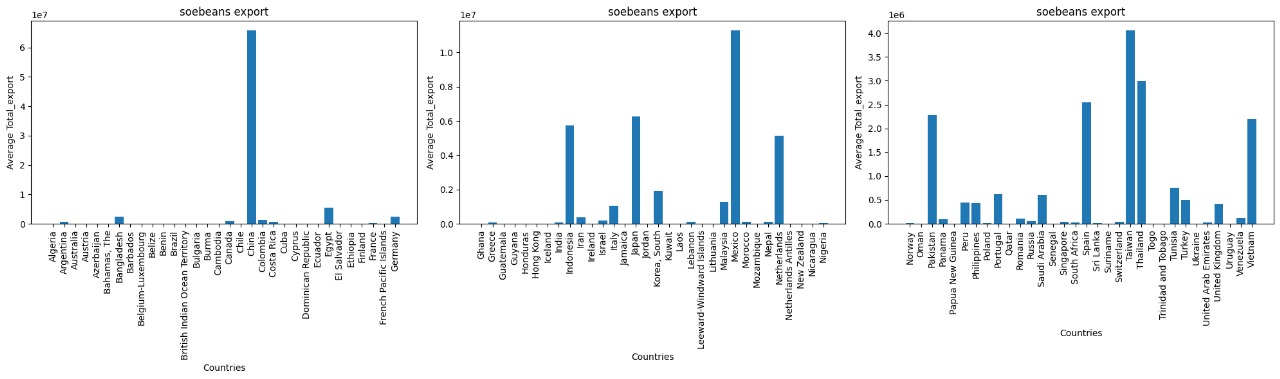 soebeans export
1e7
6
5
4
3
2
1
0
Average Total_export
Algeria
Argentina
Australia
Austria
Azerbaijan
Bahamas, The
Bangladesh
Barbados
Belgium-Luxembourg
Belize
Benin
Brazil
British Indian Ocean Territory
Bulgaria
Burma
Cambodia
Canada
Chile
China
Colombia
Costa Rica
Cuba
Cyprus
Dominican Republic
Ecuador
Egypt
El Salvador
Ethiopia
Finland
France
French Pacific Islands
Germany
Countries
soebeans export
1e7
1.0
0.8
0.6
0.4
0.2
0.0
Average Total_export
Ghana
Greece
Guatemala
Guyana
Honduras
Hong Kong
Iceland
India
Indonesia
Iran
Ireland
Israel
Italy
Jamaica
Japan
Jordan
Korea, South
Kuwait
Laos
Lebanon
Leeward-Windward Islands
Lithuania
Malaysia
Mexico
Morocco
Mozambique
Nepal
Netherlands
Netherlands Antilles
New Zealand
Nicaragua
Nigeria
Countries
soebeans export
1e6
4.0
3.5
3.0
2.5
2.0
1.5
1.0
0.5
0.0
Average Total_export
Norway
Oman
Pakistan
Panama
Papua New Guinea
Peru
Philippines
Poland
Portugal
Qatar
Romania
Russia
Saudi Arabia
Senegal
Singapore
South Africa
Spain
Sri Lanka
Suriname
Switzerland
Taiwan
Thailand
Togo
Trinidad and Tobago
Tunisia
Turkey
Ukraine
United Arab Emirates
United Kingdom
Uruguay
Venezuela
Vietnam
Countries